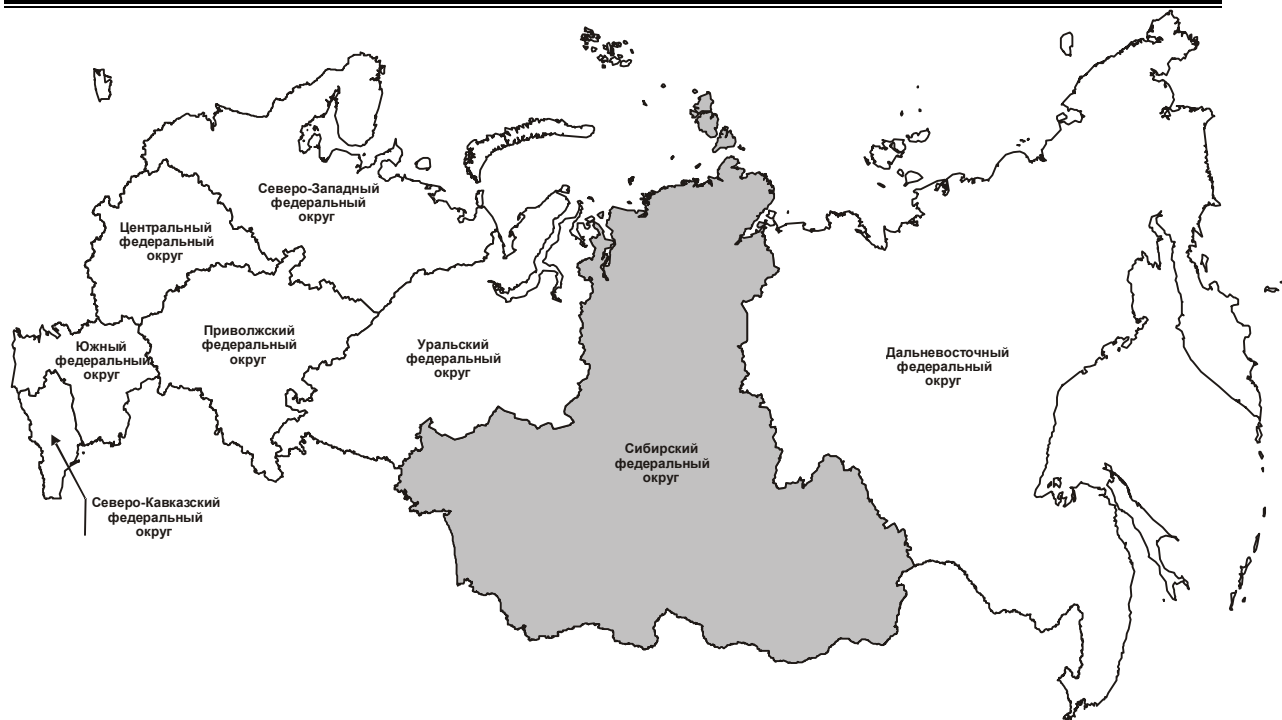 Северо-Западный
федеральный
округ
Центральный
федеральный
округ
Приволжский
федеральный
округ
Южный
федеральный
округ
Уральский
федеральный
округ
Дальневосточный
федеральный
округ
Сибирский
федеральный
округ
Северо-Кавказский
федеральный
округ